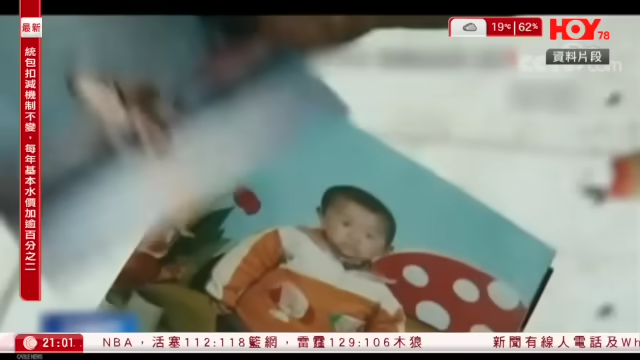 最新
統包扣減機制不變，每年基本水價加逾百分之二
19℃ 62%
HOY 78
資料片段
21:01
NBA，活塞112:118籃網，雷霆129:106木狼
新聞有線人電話及Wh